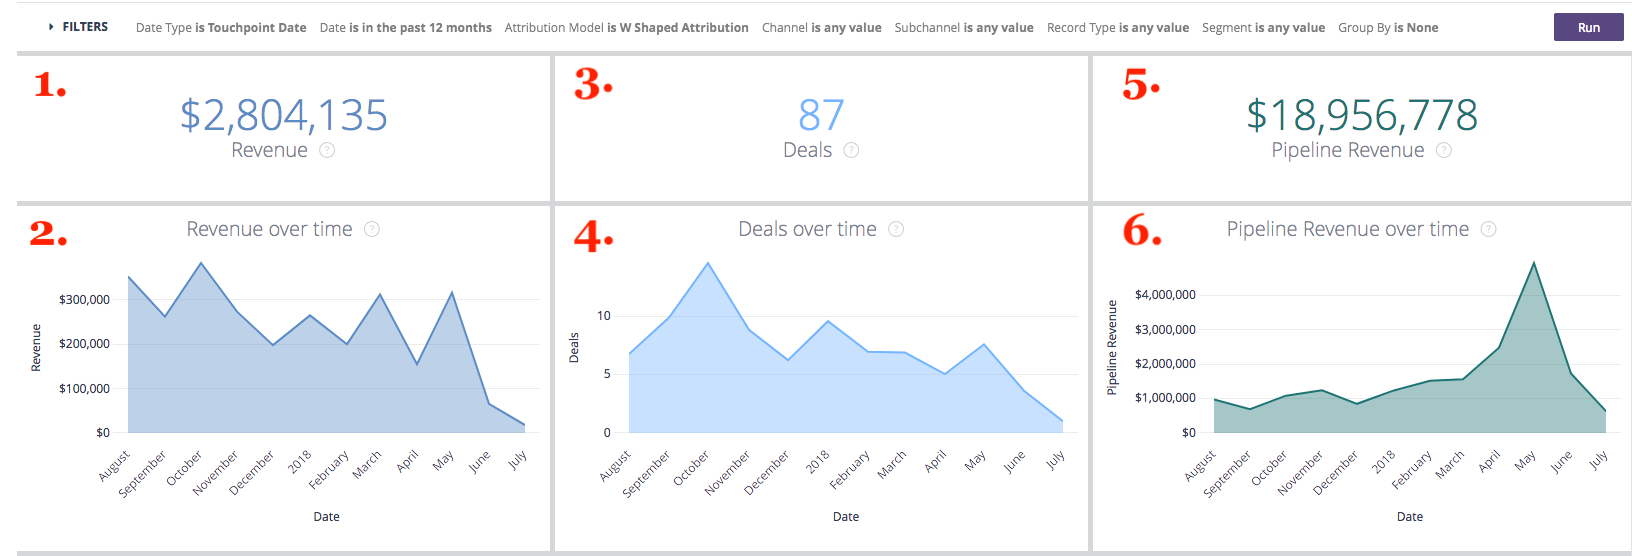 FILTERS Date Type is Touchpoint Date Date is in the past 12 months Attribution Model is W Shaped Attribution Channel is any value Subchannel is any value Record Type is any value Segment is any value Group By is None Run
1.
$2,804,135
Revenue ?
3.
87
Deals ?
5.
$18,956,778
Pipeline Revenue ?
2.
Revenue over time ?
Revenue
$300,000
$200,000
$100,000
$0
August September October November December 2018 February March April May June July
Date
4.
Deals over time ?
Deals
10
5
0
August September October November December 2018 February March April May June July
Date
6.
Pipeline Revenue over time ?
Pipeline Revenue
$4,000,000
$3,000,000
$2,000,000
$1,000,000
$0
August September October November December 2018 February March April May June July
Date